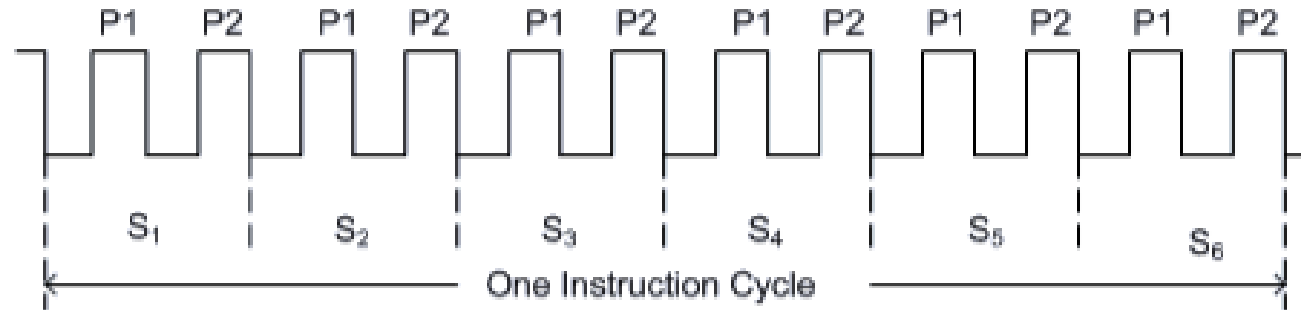 P1 P2 P1 P2 P1 P2 P1 P2 P1 P2 P1 P2
S₁ S₂ S₃ S₄ S₅ S₆
One Instruction Cycle